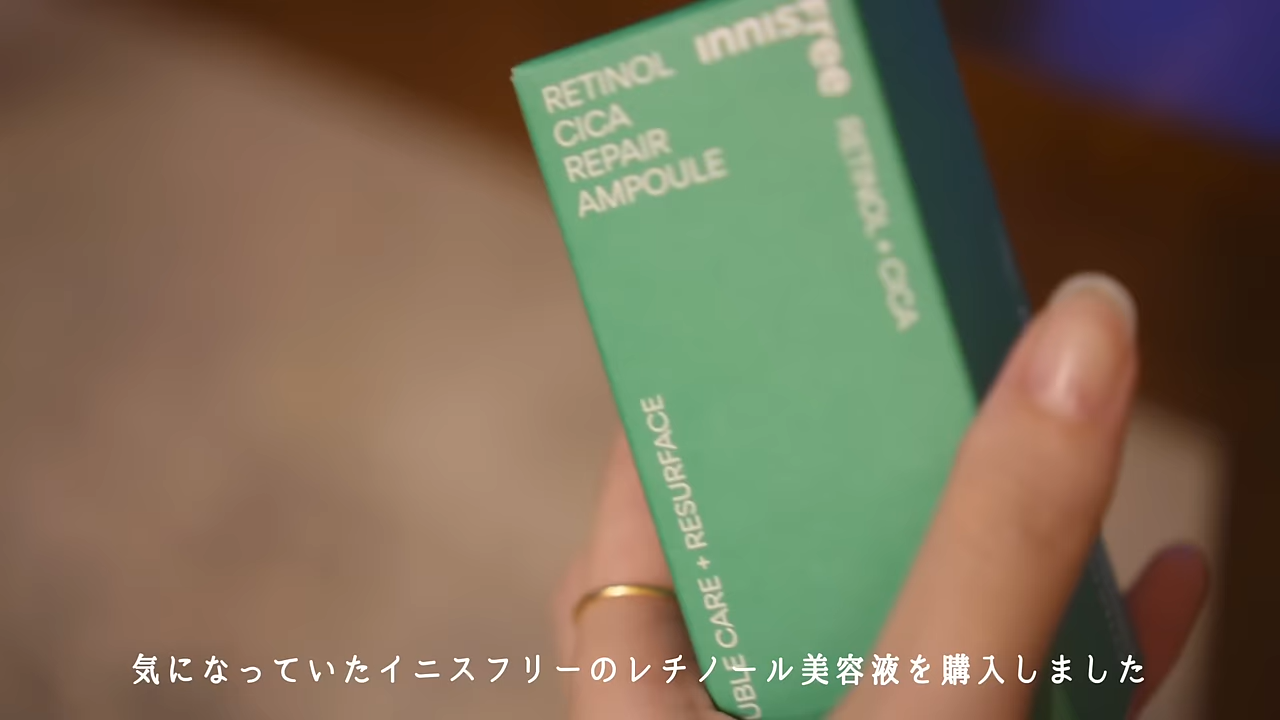 RETINOL
CICA
REPAIR
AMPOULE
innisfree
RETINOL + CICA
UBLE CARE + RESURFACE
気になっていたイニスフリーのレチノール美容液を購入しました